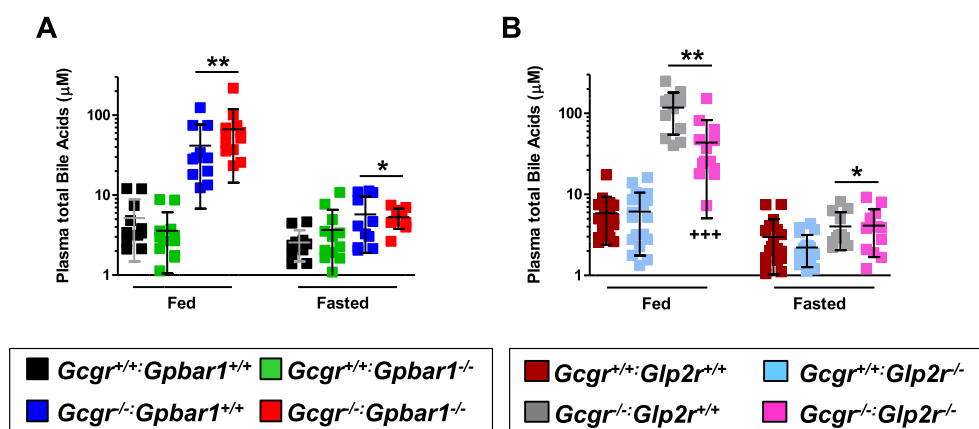 A
B
Plasma total Bile Acids (µM)
100
10
1
**
*
Fed
Fasted
Plasma total Bile Acids (µM)
100
10
1
**
+++
*
Fed
Fasted
Gcgr+/+:Gpbar1+/+
Gcgr+/+:Gpbar1-/-
Gcgr-/-:Gpbar1+/+
Gcgr-/-:Gpbar1-/-
Gcgr+/+:Glp2r+/+
Gcgr+/+:Glp2r-/-
Gcgr-/-:Glp2r+/+
Gcgr-/-:Glp2r-/-